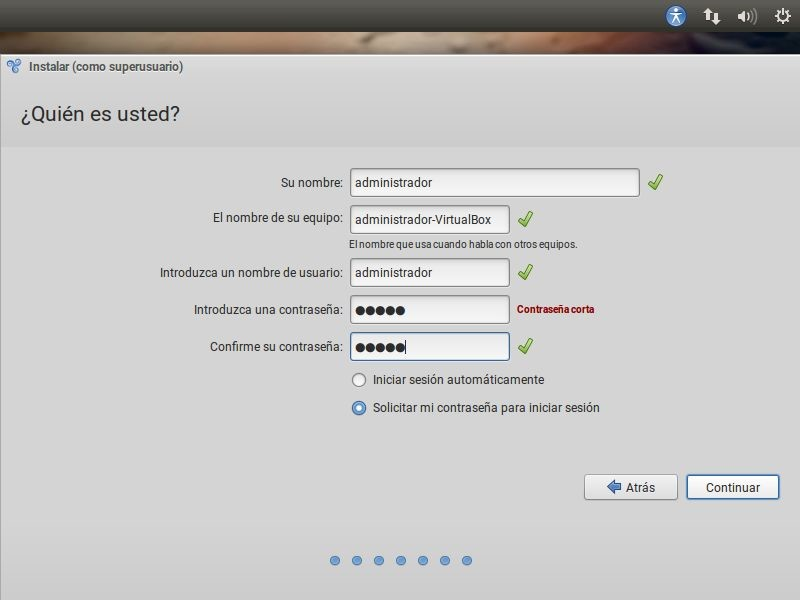 Instalar (como superusuario)
¿Quién es usted?
Su nombre: administrador
El nombre de su equipo: administrador-VirtualBox
El nombre que usa cuando habla con otros equipos.
Introduzca un nombre de usuario: administrador
Introduzca una contraseña: ●●●●● Contraseña corta
Confirme su contraseña: ●●●●●
Iniciar sesión automáticamente
Solicitar mi contraseña para iniciar sesión
Atrás Continuar